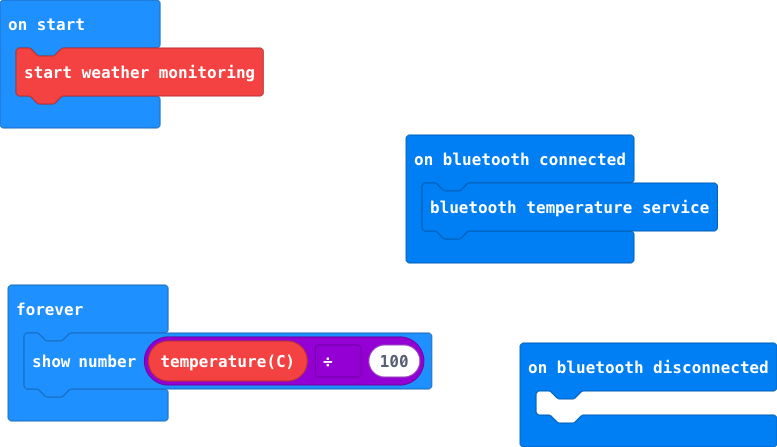 on start
start weather monitoring
on bluetooth connected
bluetooth temperature service
forever
show number temperature(C) ÷ 100
on bluetooth disconnected